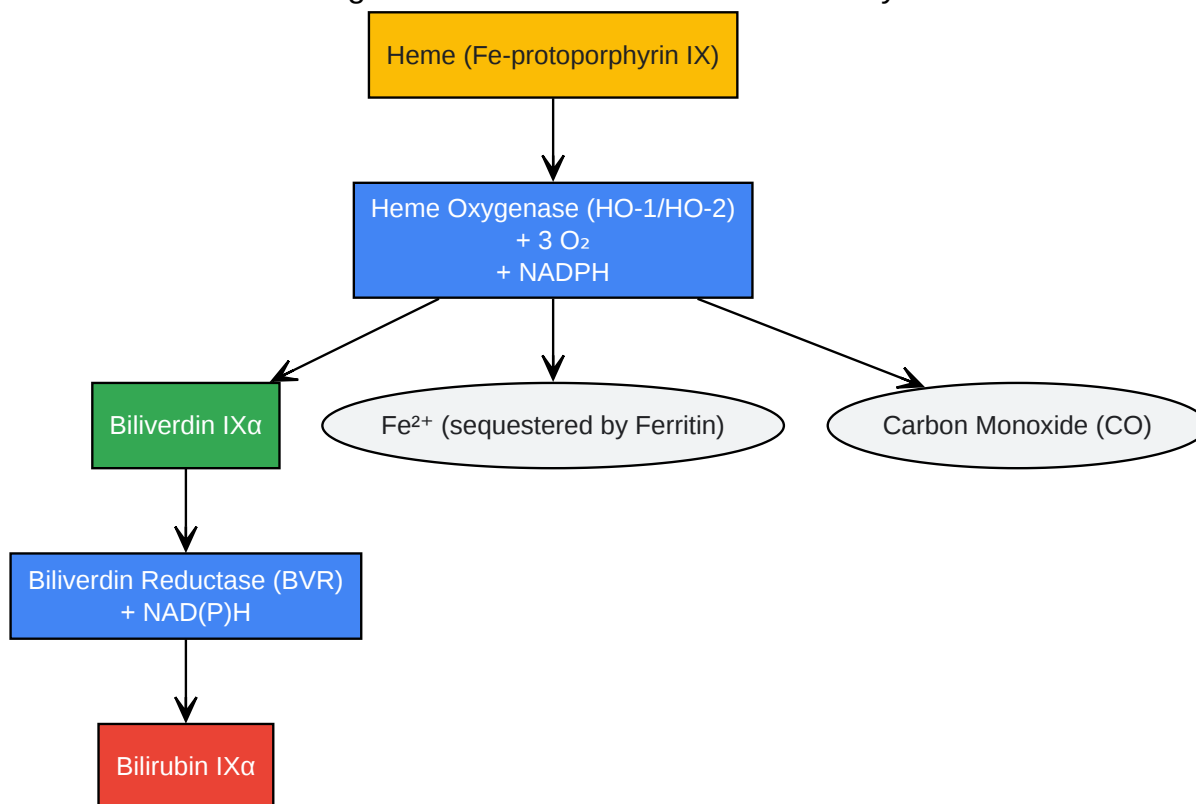 Heme (Fe-protoporphyrin IX)
Heme Oxygenase (HO-1/HO-2)
+ 3 O₂
+ NADPH
Biliverdin IXα
Fe²⁺ (sequestered by Ferritin)
Carbon Monoxide (CO)
Biliverdin Reductase (BVR)
+ NAD(P)H
Bilirubin IXα